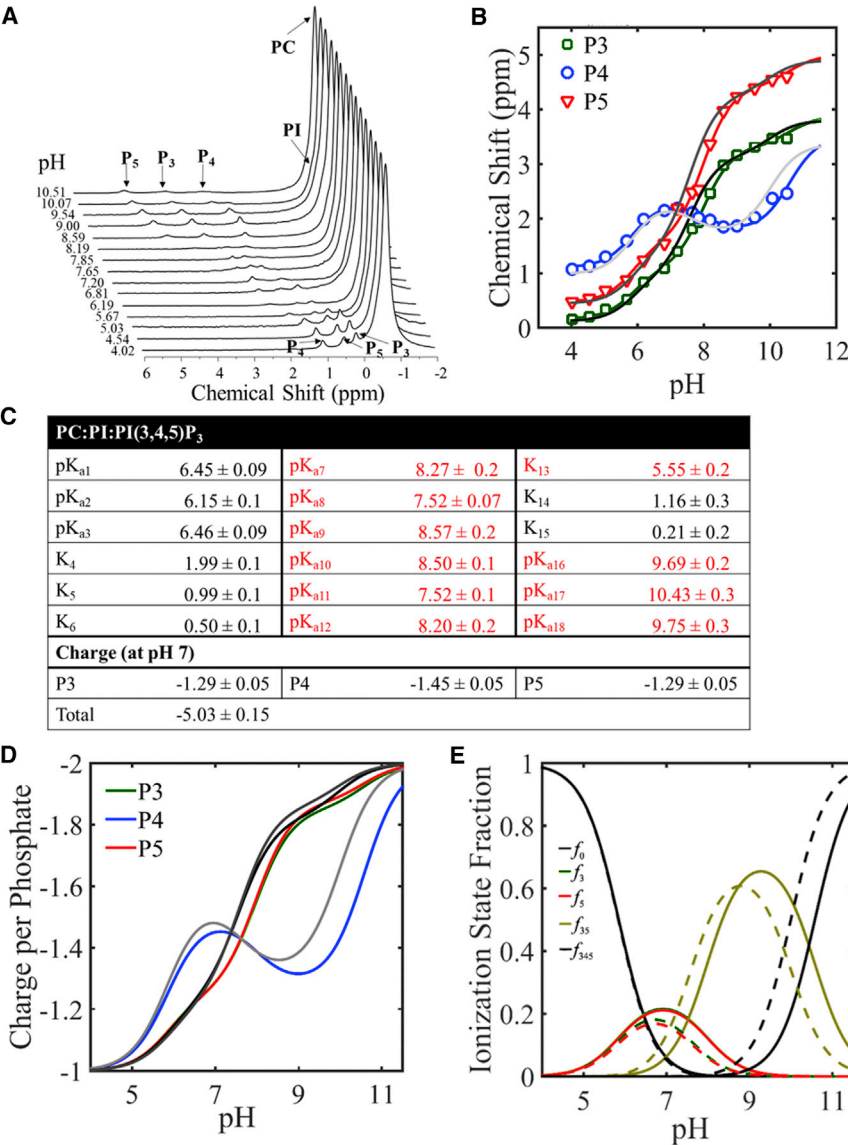 A
PC
PI
pH
P5 P3 P4
10.51
10.07
9.54
9.00
8.59
8.19
7.85
7.65
7.20
6.81
6.19
5.67
5.03
4.54
4.02
P4 P5 P3
6 5 4 3 2 1 0 -1 -2
Chemical Shift (ppm)
B
P3
P4
P5
5
4
3
2
1
0
Chemical Shift (ppm)
4 6 8 10 12
pH
C
PC:PI:PI(3,4,5)P3
pKa1 6.45 ± 0.09 pKa7 8.27 ± 0.2 K13 5.55 ± 0.2
pKa2 6.15 ± 0.1 pKa8 7.52 ± 0.07 K14 1.16 ± 0.3
pKa3 6.46 ± 0.09 pKa9 8.57 ± 0.2 K15 0.21 ± 0.2
K4 1.99 ± 0.1 pKa10 8.50 ± 0.1 pKa16 9.69 ± 0.2
K5 0.99 ± 0.1 pKa11 7.52 ± 0.1 pKa17 10.43 ± 0.3
K6 0.50 ± 0.1 pKa12 8.20 ± 0.2 pKa18 9.75 ± 0.3
Charge (at pH 7)
P3 -1.29 ± 0.05 P4 -1.45 ± 0.05 P5 -1.29 ± 0.05
Total -5.03 ± 0.15
D
-2
-1.8
-1.6
-1.4
-1.2
-1
Charge per Phosphate
P3
P4
P5
5 7 9 11
pH
E
1
0.8
0.6
0.4
0.2
0
Ionization State Fraction
f0
f3
f5
f35
f345
5 7 9 11
pH